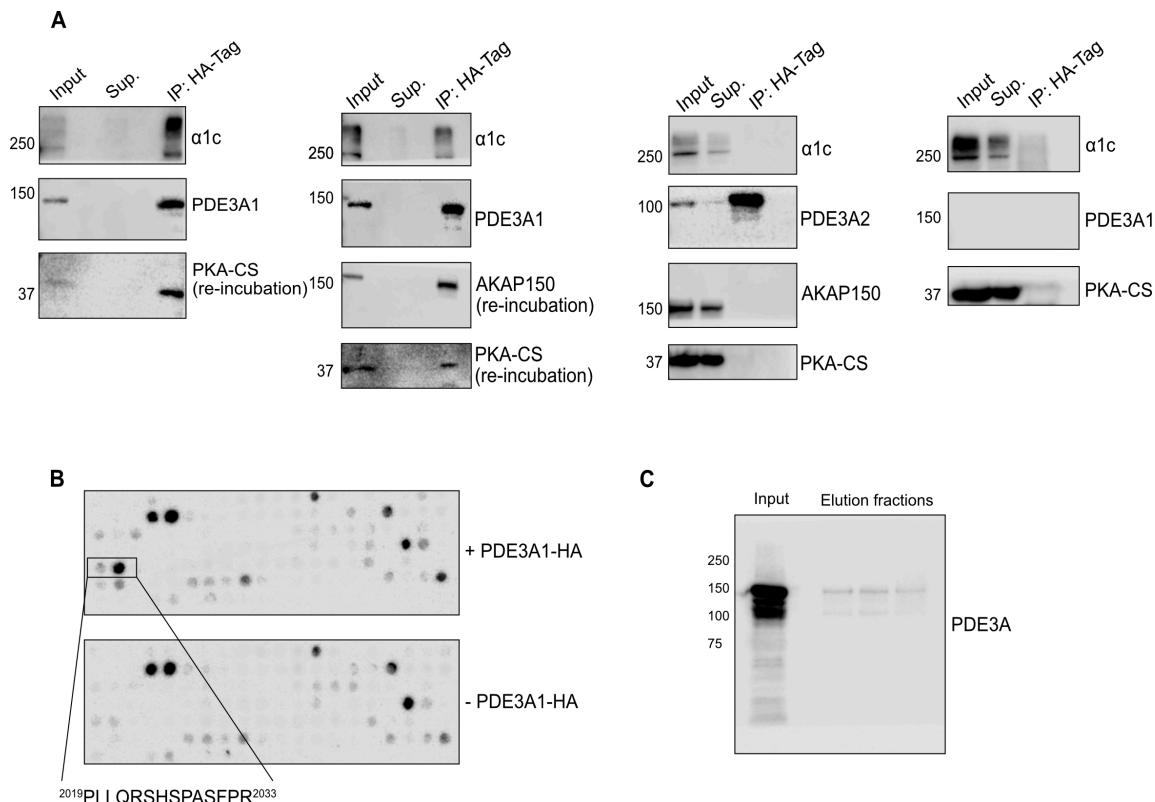 A
Input Sup. IP: HA-Tag
250 α1c
150 PDE3A1
37 PKA-CS
(re-incubation)
Input Sup. IP: HA-Tag
250 α1c
150 PDE3A1
150 AKAP150
(re-incubation)
37 PKA-CS
(re-incubation)
Input Sup. IP: HA-Tag
250 α1c
100 PDE3A2
150 AKAP150
37 PKA-CS
Input Sup. IP: HA-Tag
250 α1c
150 PDE3A1
37 PKA-CS
B
+ PDE3A1-HA
- PDE3A1-HA
2019PLLQRSHSPASFPR2033
C
Input Elution fractions
250
150
100
75
PDE3A